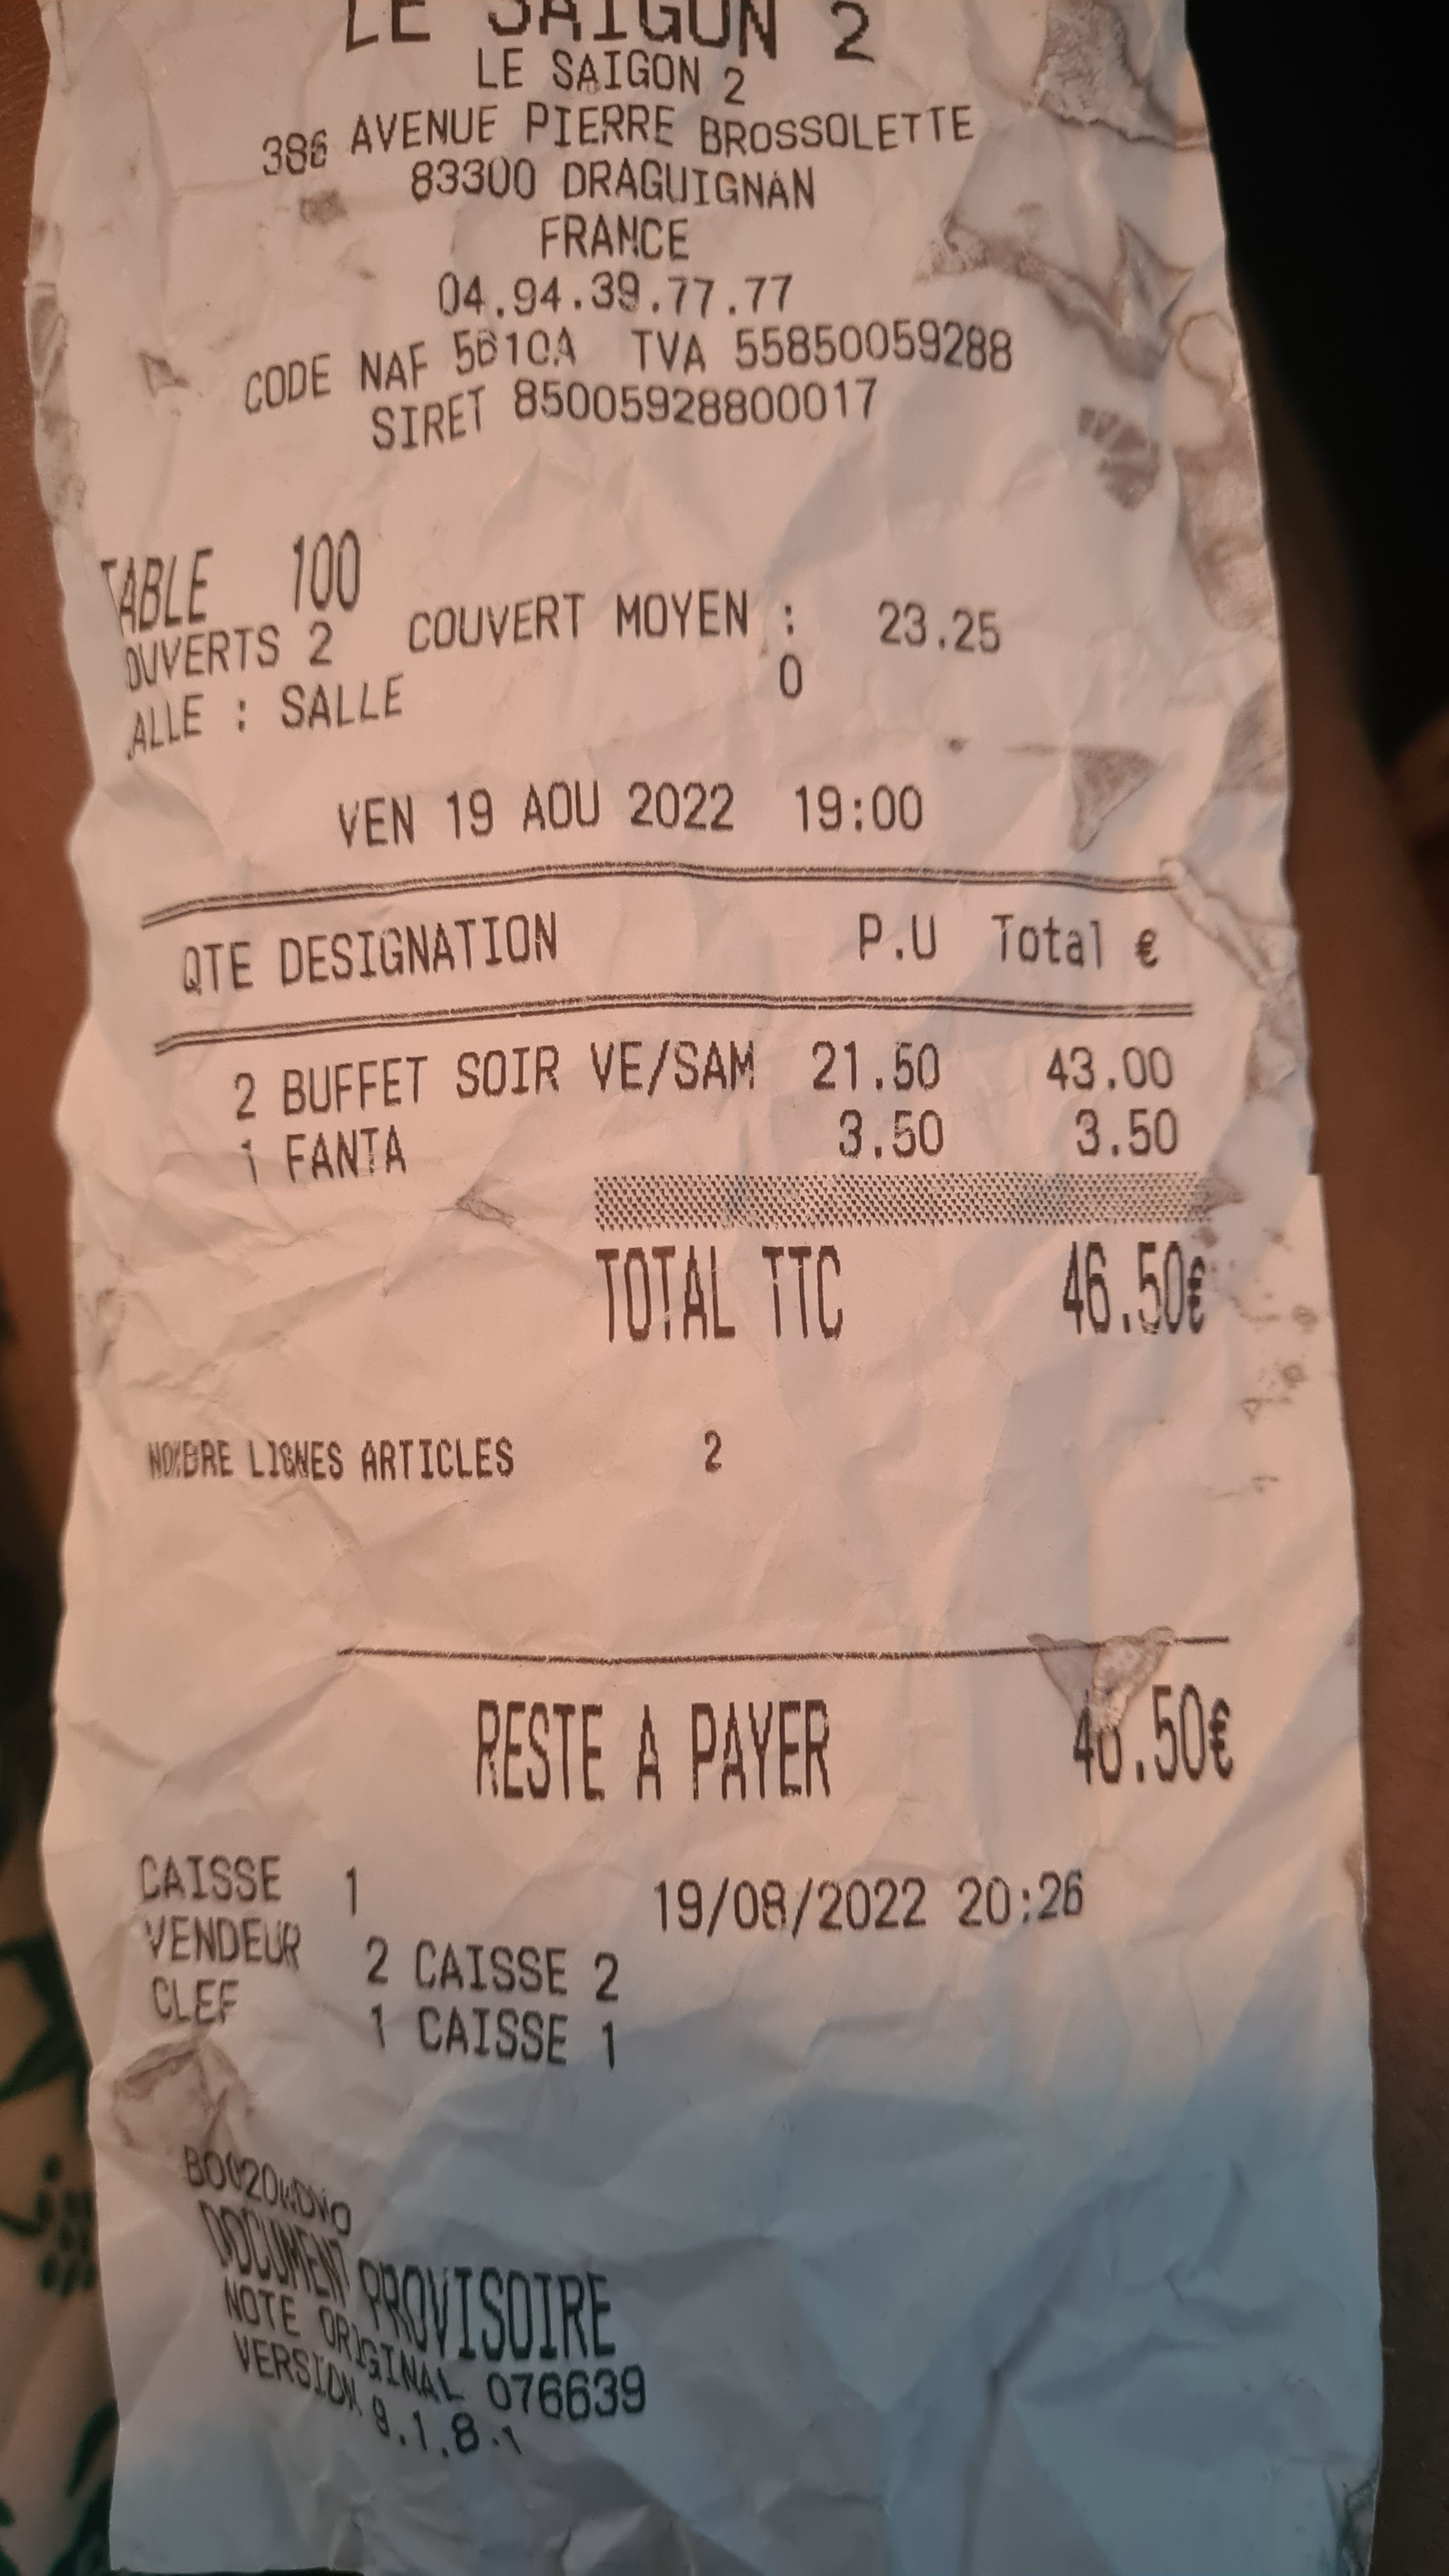 LE SAIGON 2
LE SAIGON 2
386 AVENUE PIERRE BROSSOLETTE
83300 DRAGUIGNAN
FRANCE
04.94.39.77.77
CODE NAF 5610A TVA 55850059288
SIRET 85005928800017
TABLE 100
OUVERTS 2 COUVERT MOYEN : 23.25
ALLE : SALLE 0
VEN 19 AOU 2022 19:00
QTE DESIGNATION P.U Total €
2 BUFFET SOIR VE/SAM 21.50 43.00
1 FANTA 3.50 3.50
TOTAL TTC 46.50€
NOMBRE LIGNES ARTICLES 2
RESTE A PAYER 46.50€
CAISSE 1 19/08/2022 20:26
VENDEUR 2 CAISSE 2
CLEF 1 CAISSE 1
DOCUMENT PROVISOIRE
NOTE ORIGINAL 076639
VERSION 9.1.8.1